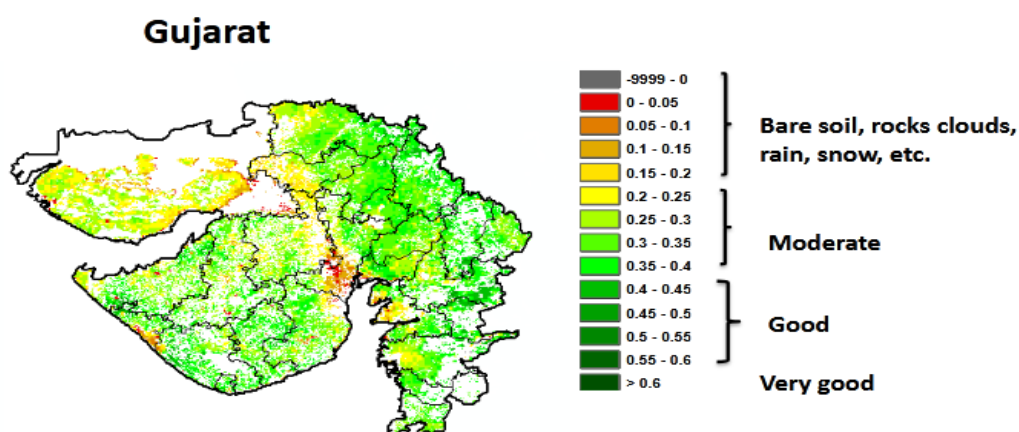 Gujarat
-9999 - 0
0 - 0.05
0.05 - 0.1
0.1 - 0.15
0.15 - 0.2
Bare soil, rocks clouds,
rain, snow, etc.
0.2 - 0.25
0.25 - 0.3
0.3 - 0.35
0.35 - 0.4
Moderate
0.4 - 0.45
0.45 - 0.5
0.5 - 0.55
0.55 - 0.6
Good
> 0.6
Very good